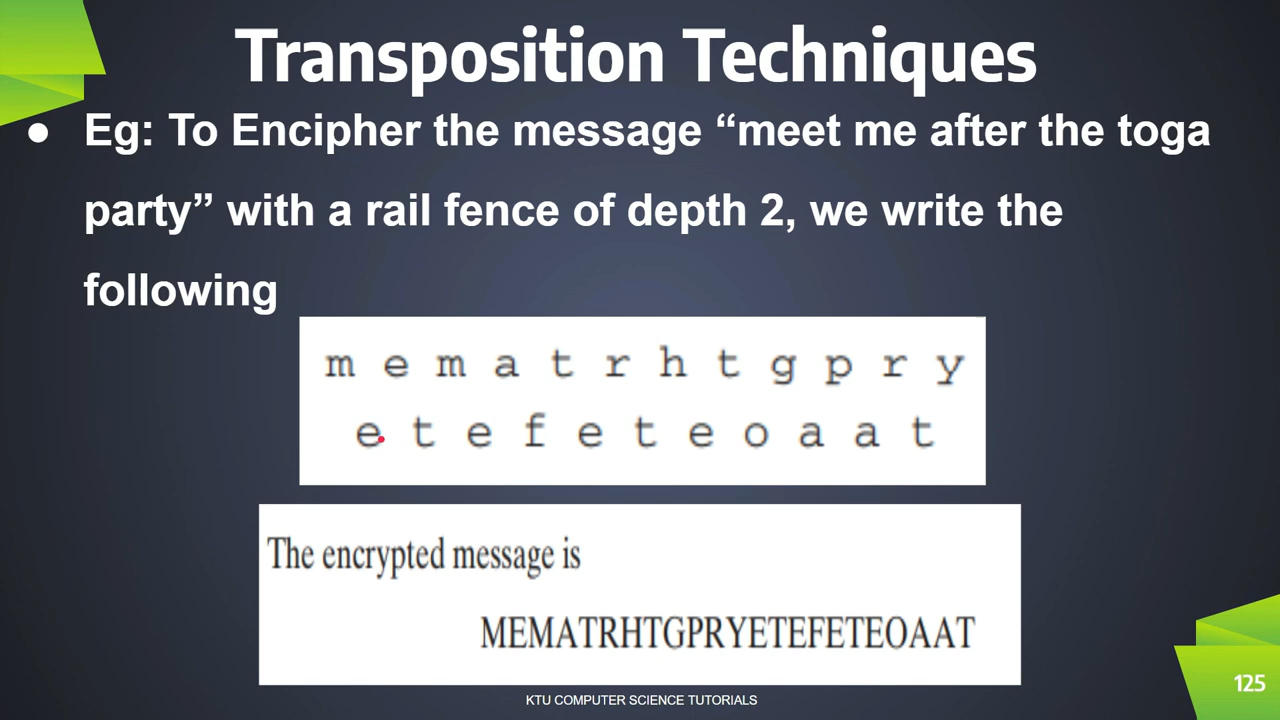 Transposition Techniques
● Eg: To Encipher the message “meet me after the toga
party” with a rail fence of depth 2, we write the
following
m e m a t r h t g p r y
e t e f e t e o a a t
The encrypted message is
MEMATRHTGPRYETEFETEOAAT
125
KTU COMPUTER SCIENCE TUTORIALS